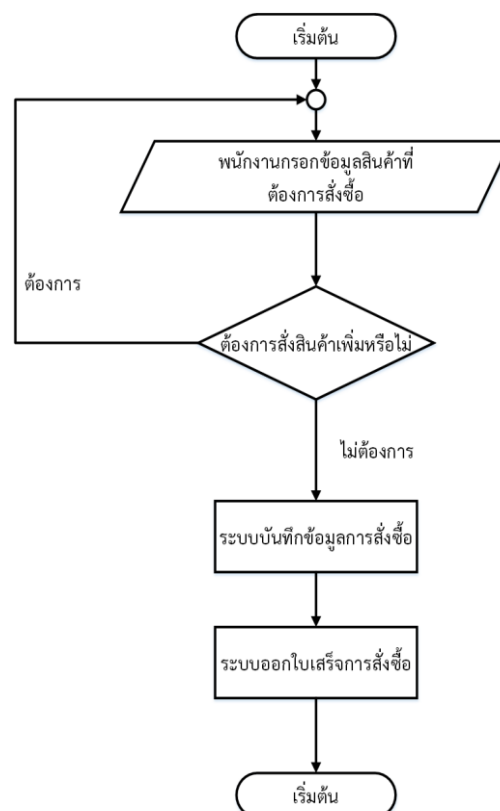 เริ่มต้น
พนักงานกรอกข้อมูลสินค้าที่
ต้องการสั่งซื้อ
ต้องการ
ต้องการสั่งสินค้าเพิ่มหรือไม่
ไม่ต้องการ
ระบบบันทึกข้อมูลการสั่งซื้อ
ระบบออกใบเสร็จการสั่งซื้อ
เริ่มต้น